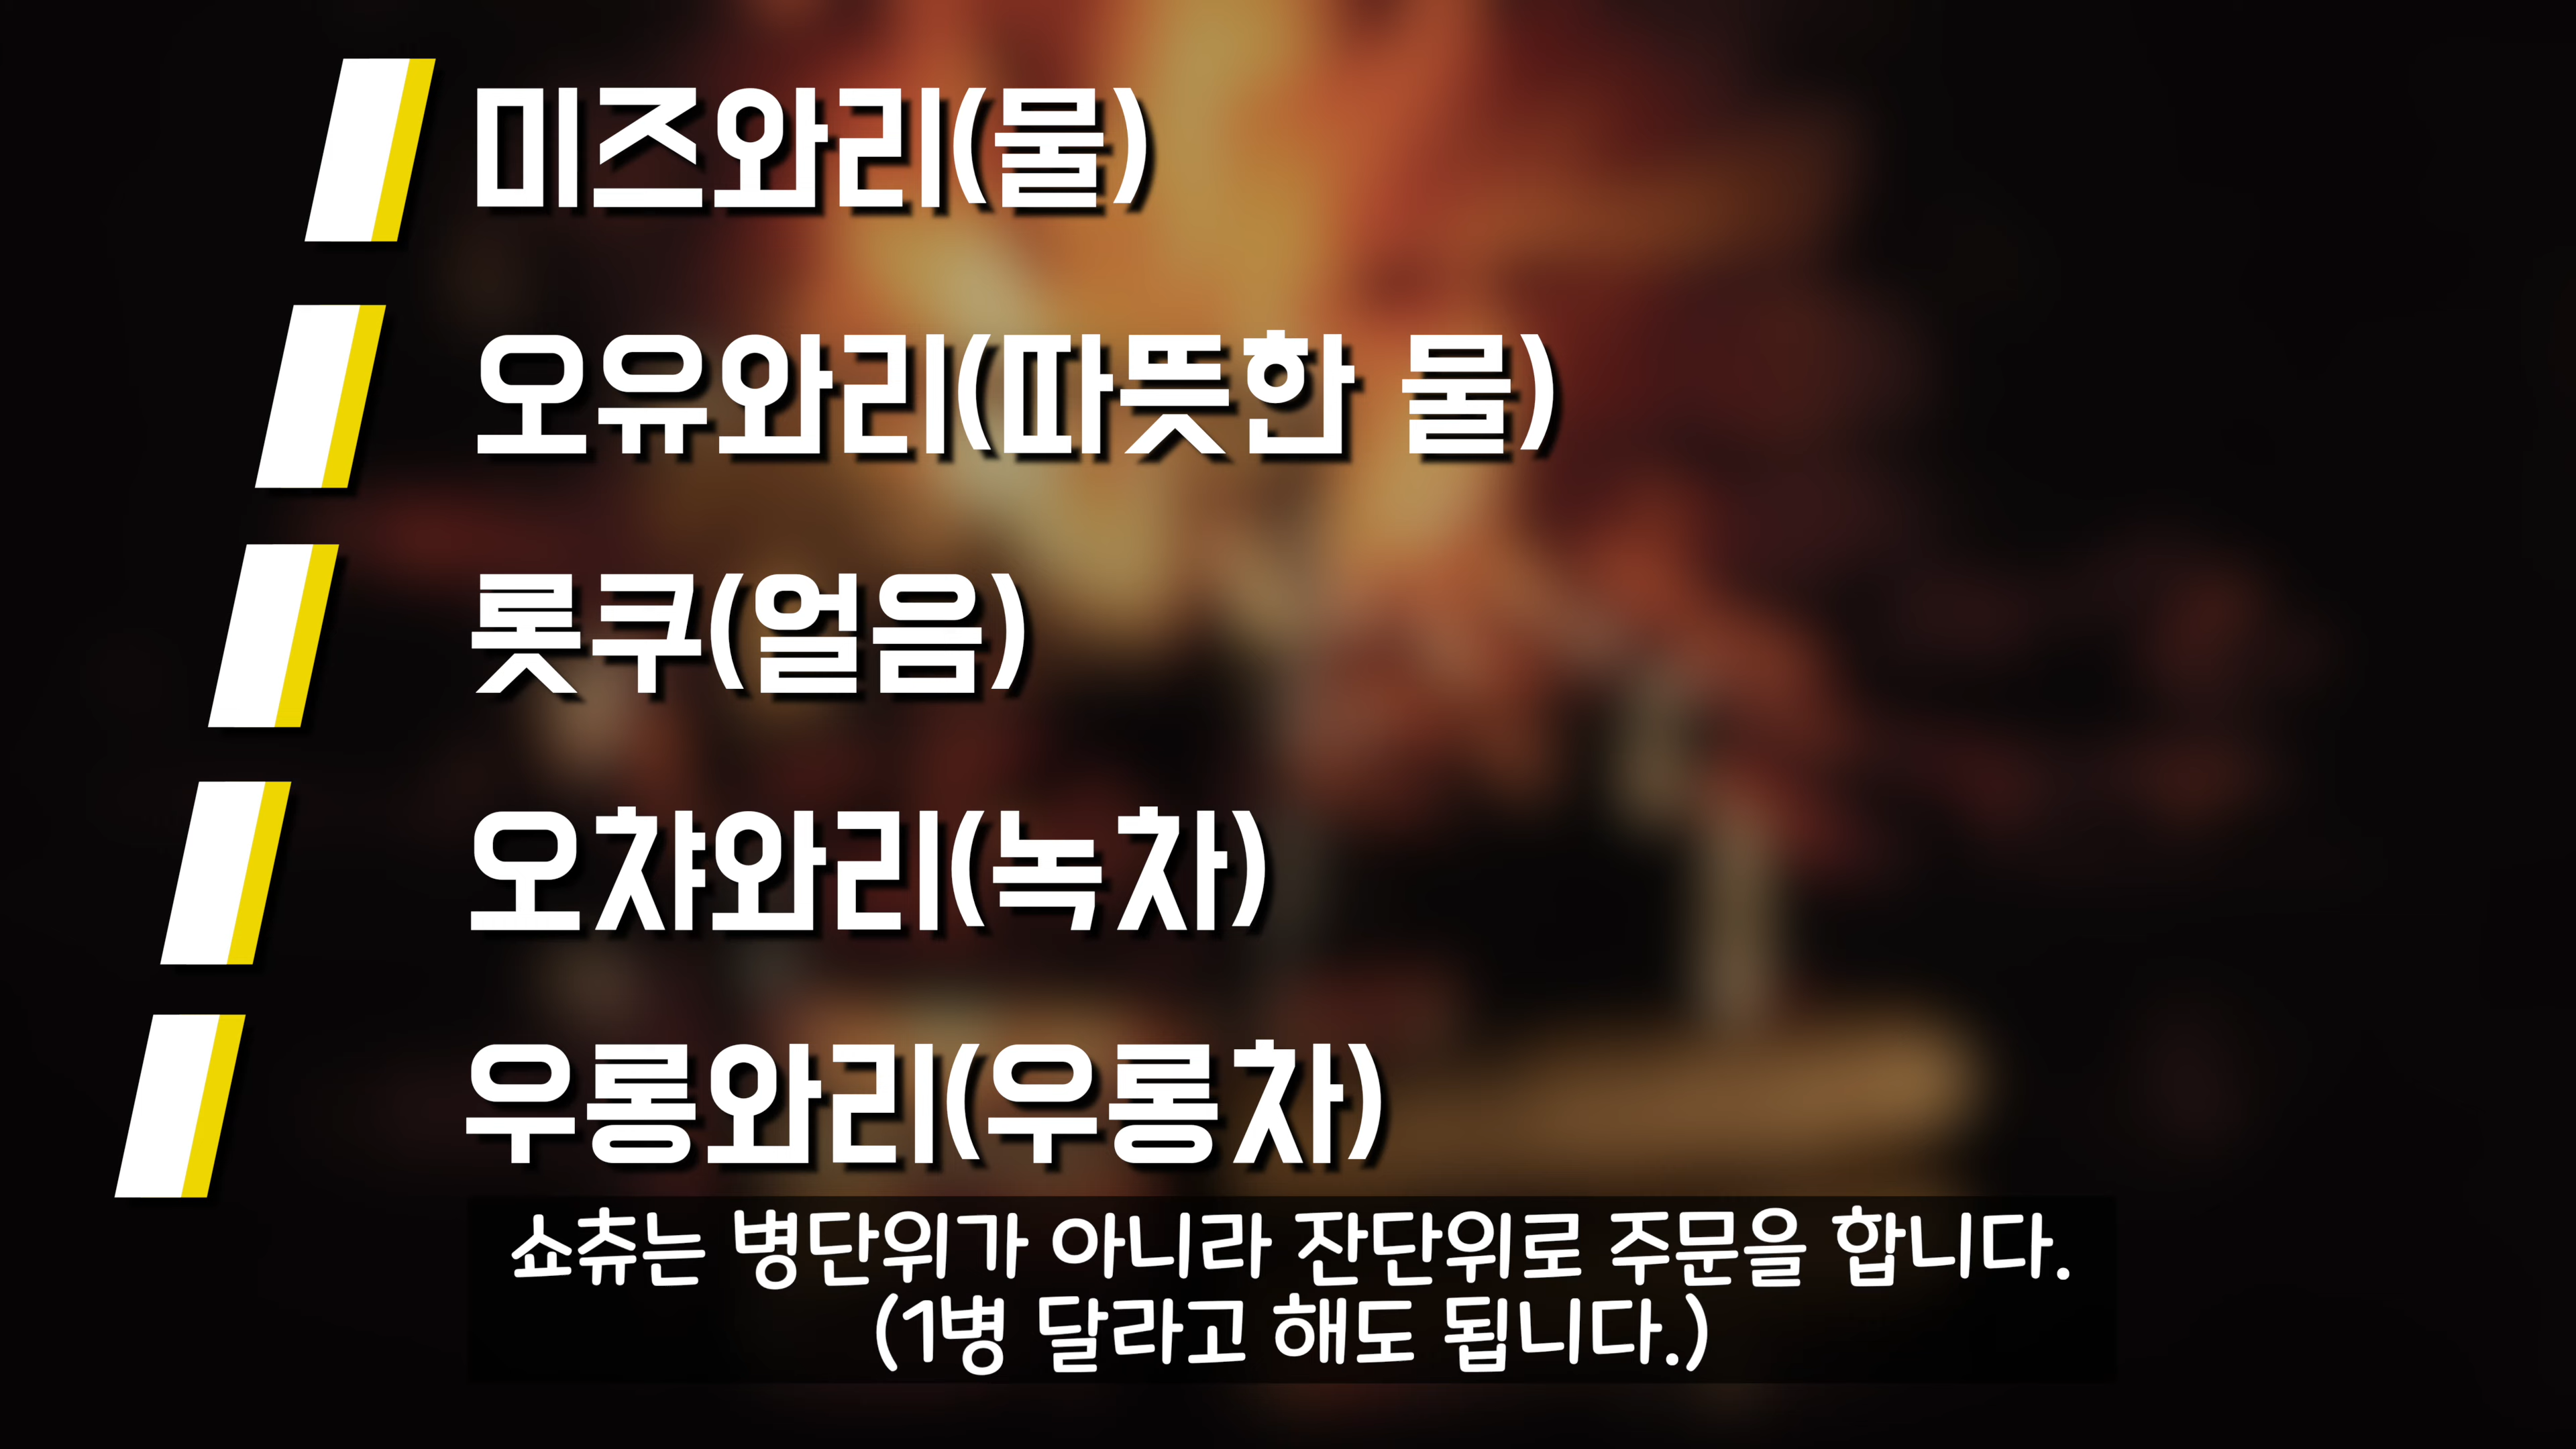 미즈와리(물)
오유와리(따뜻한 물)
롯쿠(얼음)
오챠와리(녹차)
우롱와리(우롱차)
쇼츄는 병단위가 아니라 잔단위로 주문을 합니다.
(1병 달라고 해도 됩니다.)